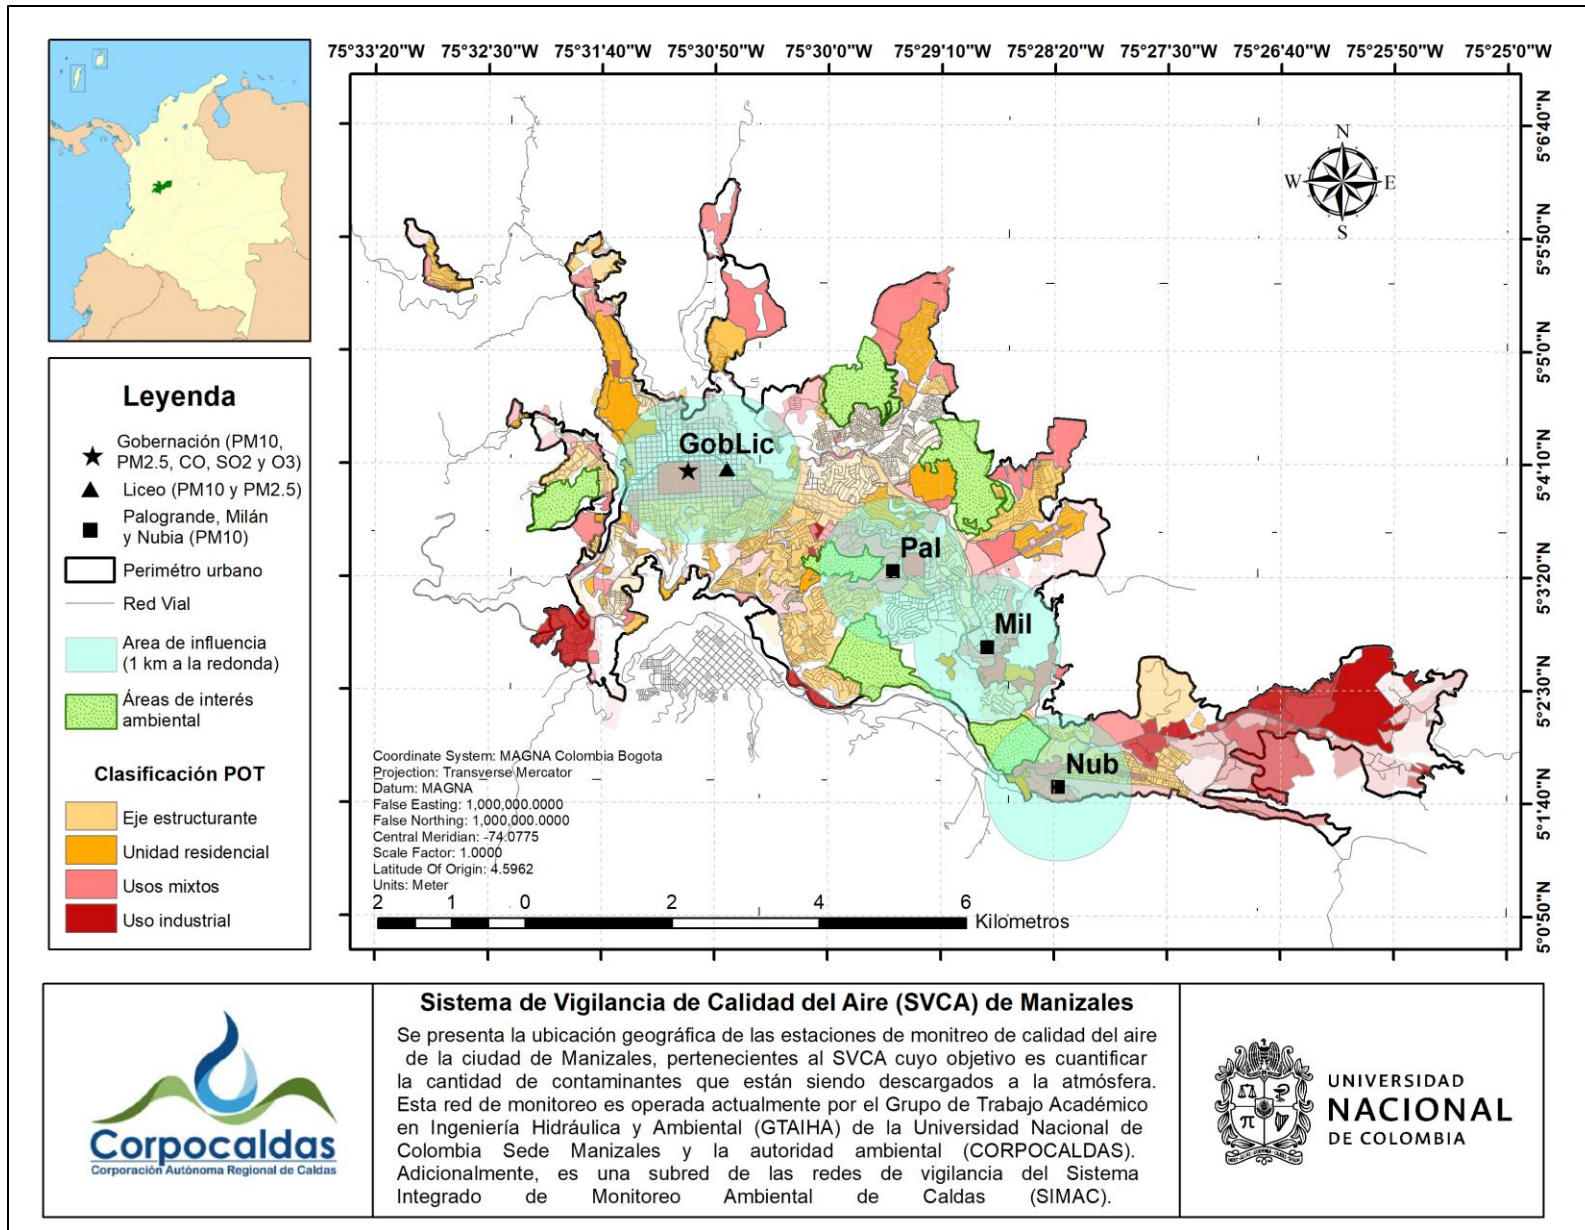 75°33'20"W 75°32'30"W 75°31'40"W 75°30'50"W 75°30'0"W 75°29'10"W 75°28'20"W 75°27'30"W 75°26'40"W 75°25'50"W 75°25'0"W
5°6'40"N
5°5'50"N
5°5'0"N
5°4'10"N
5°3'20"N
5°2'30"N
5°1'40"N
5°0'50"N
N
W E
S
GobLic
Pal
Mil
Nub
Leyenda
Gobernación (PM10,
PM2.5, CO, SO2 y O3)
Liceo (PM10 y PM2.5)
Palogrande, Milán
y Nubia (PM10)
Perimétro urbano
Red Vial
Area de influencia
(1 km a la redonda)
Áreas de interés
ambiental
Clasificación POT
Eje estructurante
Unidad residencial
Usos mixtos
Uso industrial
Coordinate System: MAGNA Colombia Bogota
Projection: Transverse Mercator
Datum: MAGNA
False Easting: 1,000,000.0000
False Northing: 1,000,000.0000
Central Meridian: -74.0775
Scale Factor: 1.0000
Latitude Of Origin: 4.5962
Units: Meter
2 1 0 2 4 6
Kilometros
Corpocaldas
Corporación Autónoma Regional de Caldas
Sistema de Vigilancia de Calidad del Aire (SVCA) de Manizales
Se presenta la ubicación geográfica de las estaciones de monitreo de calidad del aire
de la ciudad de Manizales, pertenecientes al SVCA cuyo objetivo es cuantificar
la cantidad de contaminantes que están siendo descargados a la atmósfera.
Esta red de monitoreo es operada actualmente por el Grupo de Trabajo Académico
en Ingeniería Hidráulica y Ambiental (GTAIHA) de la Universidad Nacional de
Colombia Sede Manizales y la autoridad ambiental (CORPOCALDAS).
Adicionalmente, es una subred de las redes de vigilancia del Sistema
Integrado de Monitoreo Ambiental de Caldas (SIMAC).
UNIVERSIDAD
NACIONAL
DE COLOMBIA